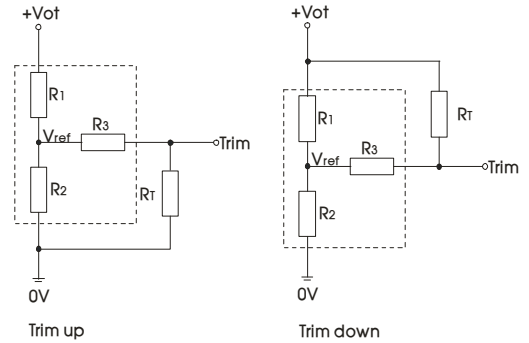 +Vot
R1
Vref
R3
Trim
R2
RT
0V
Trim up
+Vot
R1
RT
Vref
R3
Trim
R2
0V
Trim down